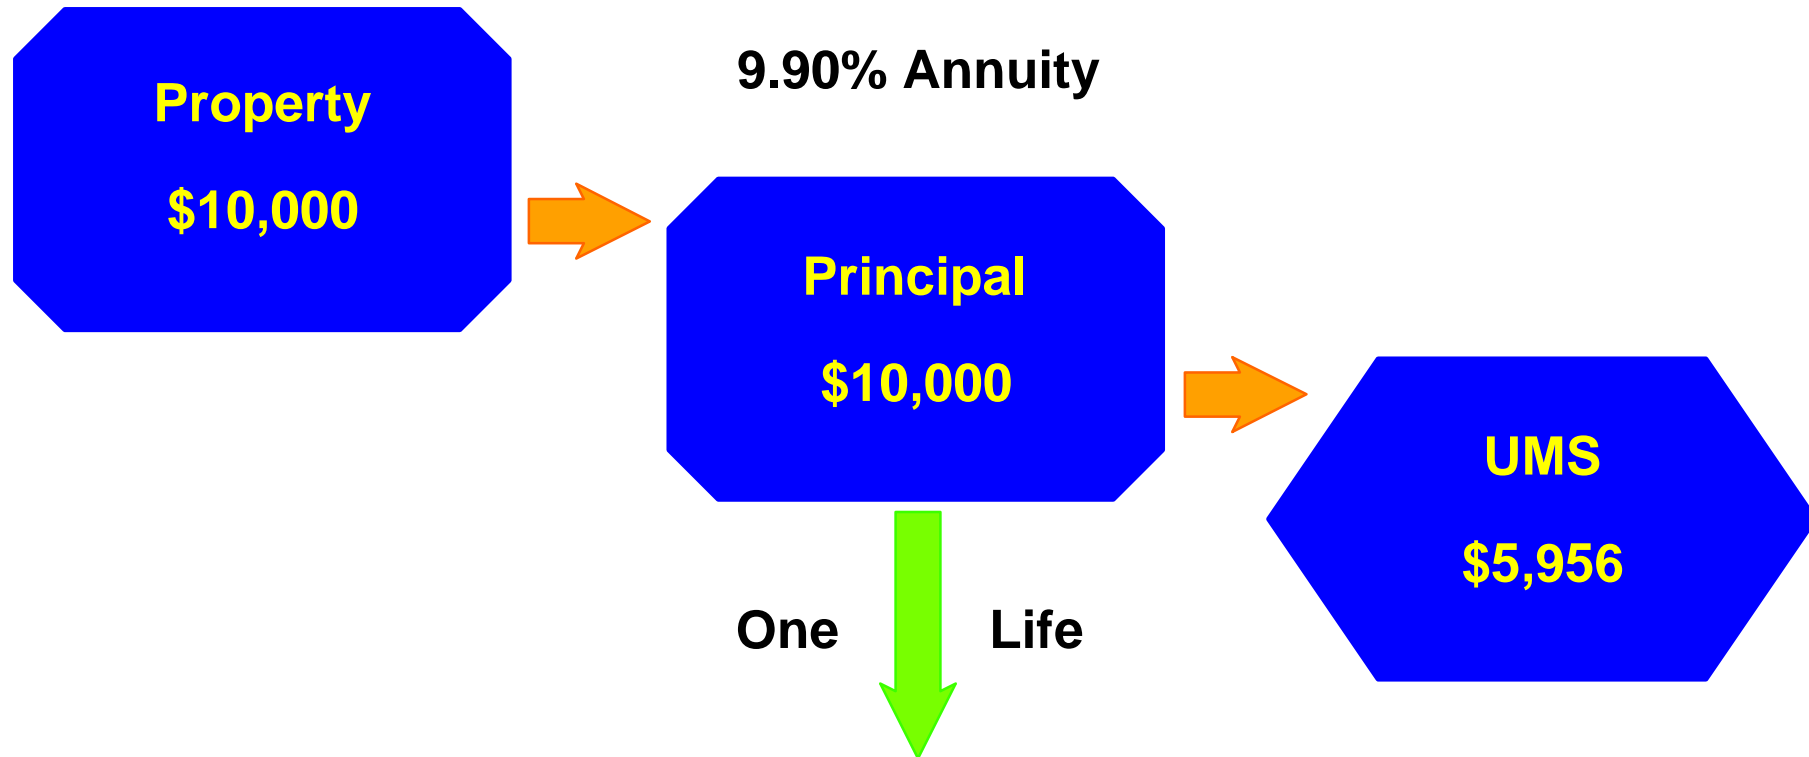 9.90% Annuity
Property
$10,000
Principal
$10,000
UMS
$5,956
One Life